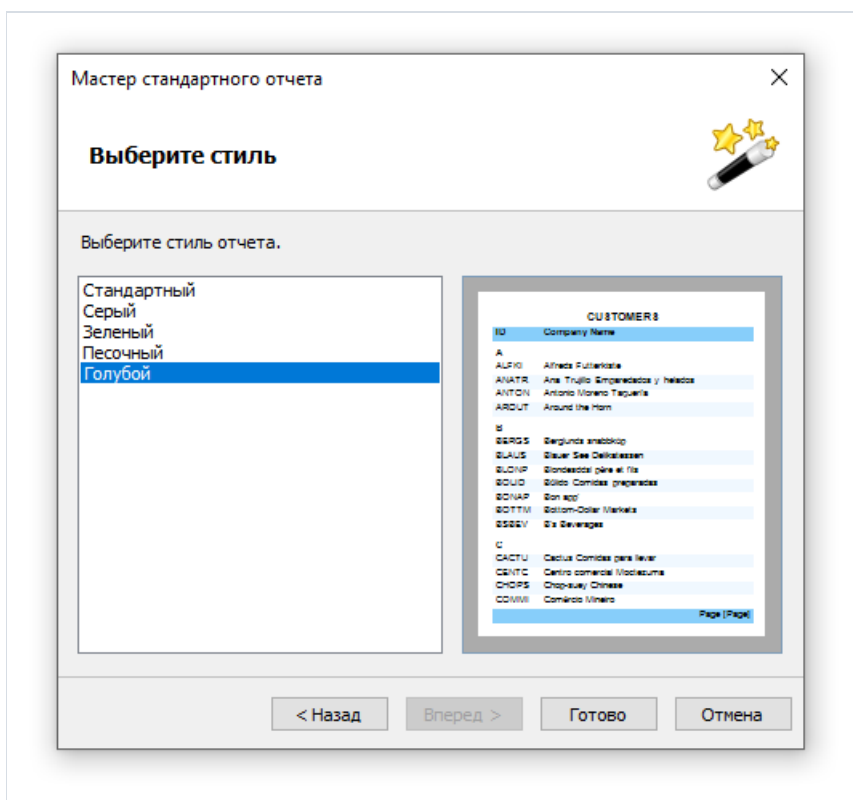 Мастер стандартного отчета
Выберите стиль
Выберите стиль отчета.
Стандартный
Серый
Зеленый
Песочный
Голубой
CUSTOMERS
ID Company Name
A
ALFKI Alfreds Futterkiste
ANATR Ana Trujillo Emparedados y helados
ANTON Antonio Moreno Taquería
AROUT Around the Horn
B
BERGS Berglunds snabbköp
BLAUS Blauer See Delikatessen
BLONP Blondesddsl père et fils
BOLID Bólido Comidas preparadas
BONAP Bon app'
BOTTM Bottom-Dollar Markets
BSBEV B's Beverages
C
CACTU Cactus Comidas para llevar
CENTC Centro comercial Moctezuma
CHOPS Chop-suey Chinese
COMMI Comércio Mineiro
Page [Page]
< Назад Вперед > Готово Отмена